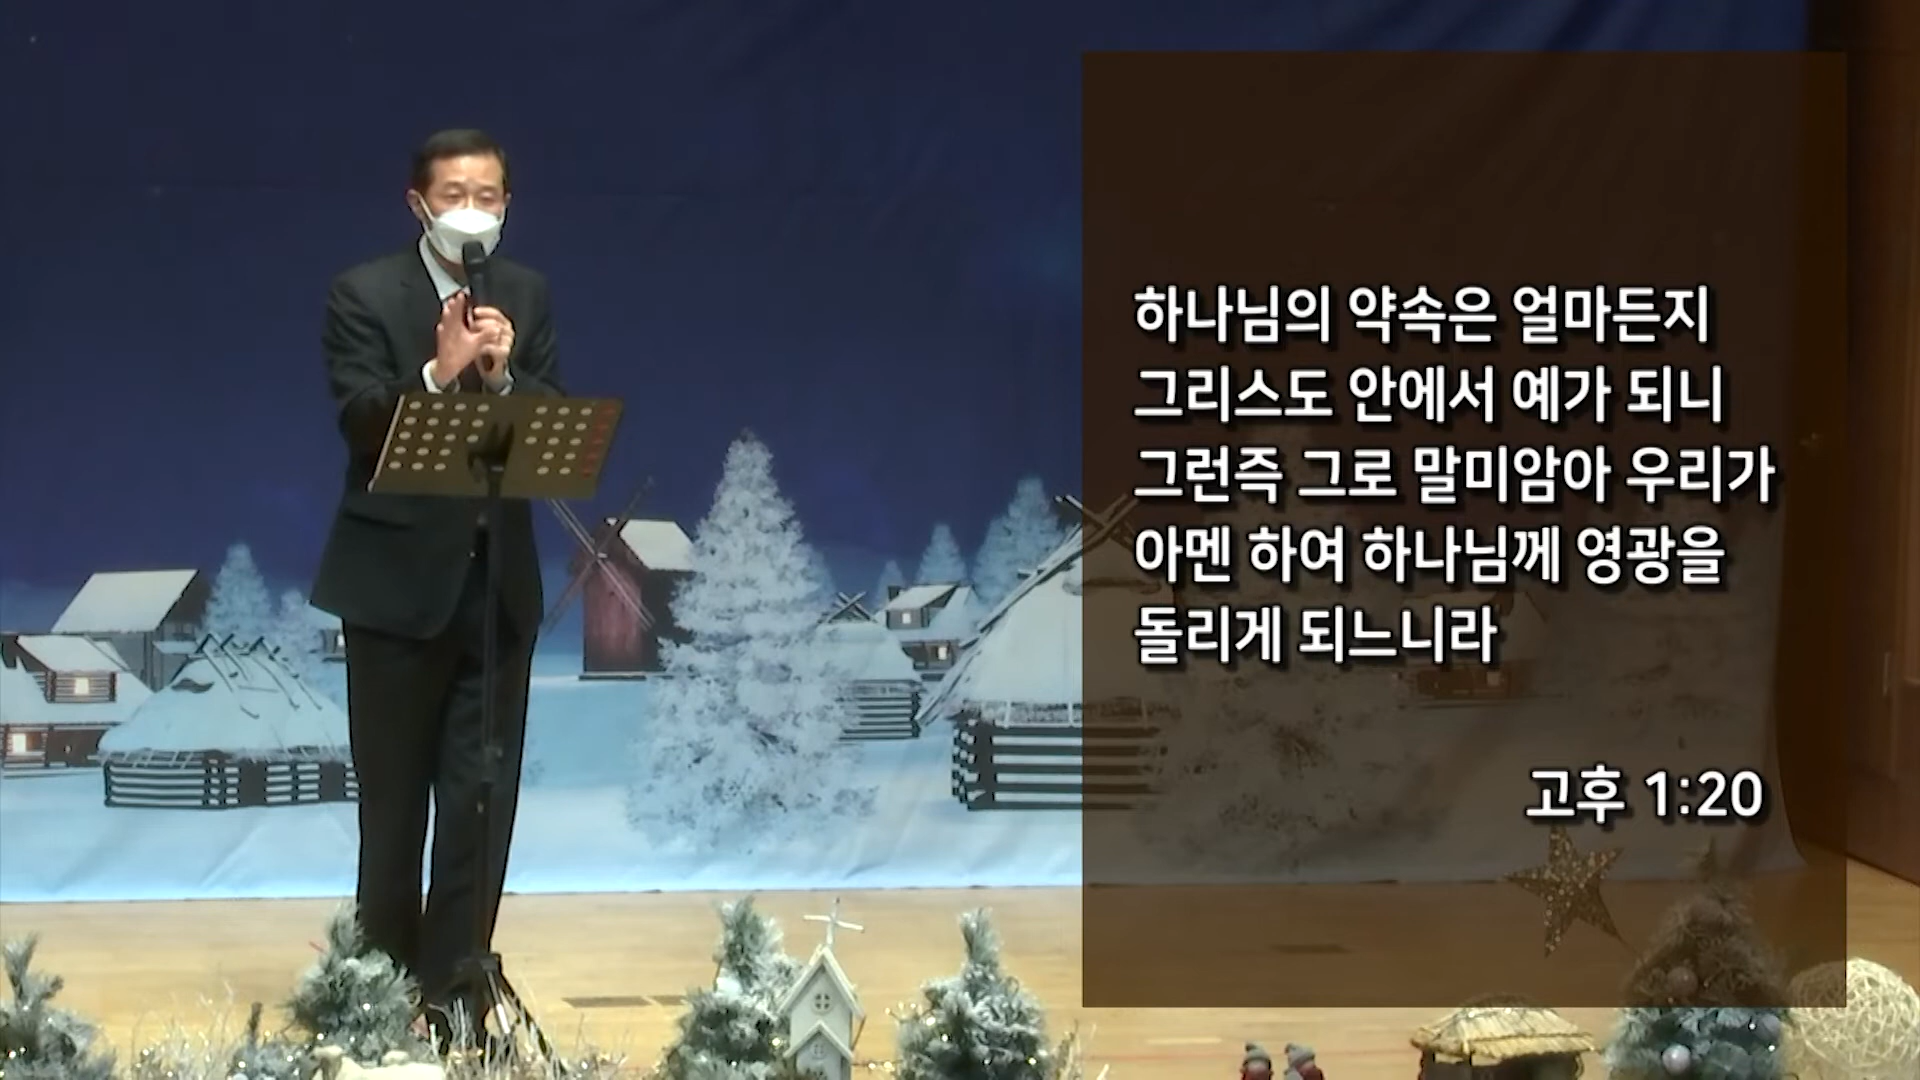 하나님의 약속은 얼마든지
그리스도 안에서 예가 되니
그런즉 그로 말미암아 우리가
아멘 하여 하나님께 영광을
돌리게 되느니라
고후 1:20